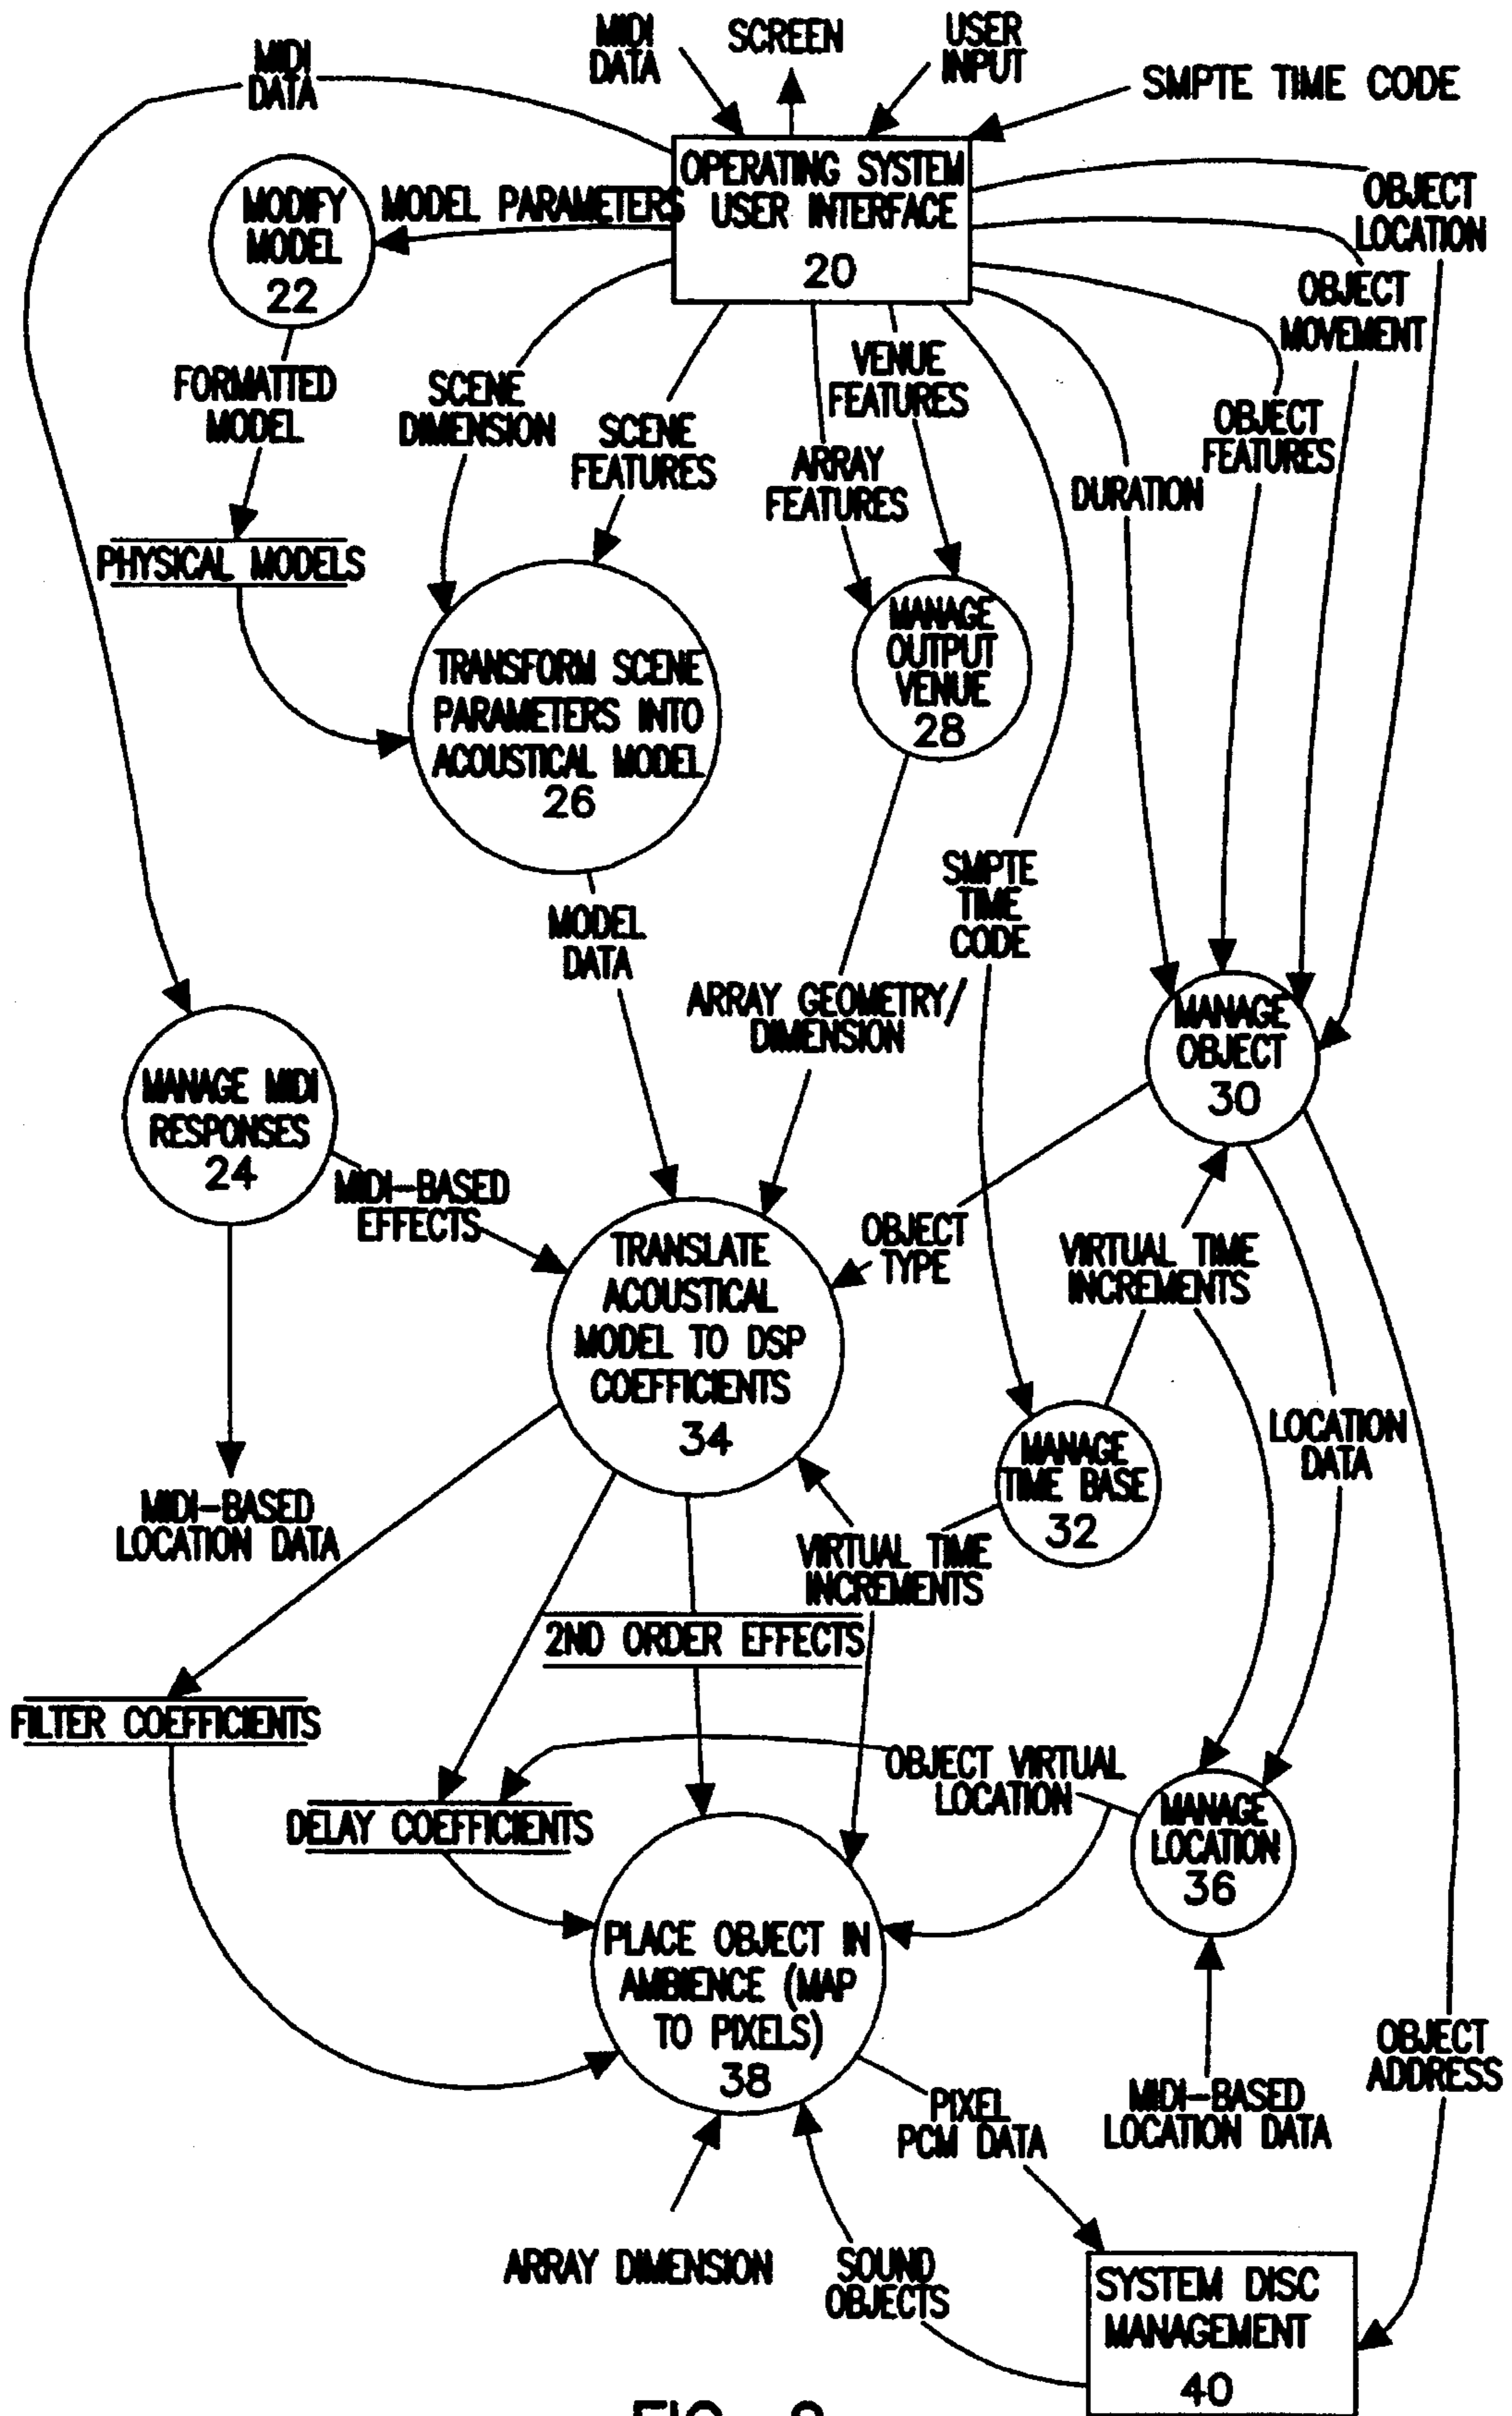 MIDI
DATA
MIDI
DATA
SCREEN
USER
INPUT
SMPTE TIME CODE
OPERATING SYSTEM
USER INTERFACE
20
MODIFY
MODEL
22
MODEL PARAMETERS
OBJECT
LOCATION
OBJECT
MOVEMENT
FORMATTED
MODEL
SCENE
DIMENSION
SCENE
FEATURES
VENUE
FEATURES
ARRAY
FEATURES
DURATION
OBJECT
FEATURES
PHYSICAL MODELS
TRANSFORM SCENE
PARAMETERS INTO
ACOUSTICAL MODEL
26
MANAGE
OUTPUT
VENUE
28
SMPTE
TIME
CODE
MODEL
DATA
ARRAY GEOMETRY/
DIMENSION
MANAGE
OBJECT
30
MANAGE MIDI
RESPONSES
24
MIDI-BASED
EFFECTS
TRANSLATE
ACOUSTICAL
MODEL TO DSP
COEFFICIENTS
34
OBJECT
TYPE
VIRTUAL TIME
INCREMENTS
LOCATION
DATA
MANAGE
TIME BASE
32
MIDI-BASED
LOCATION DATA
VIRTUAL TIME
INCREMENTS
2ND ORDER EFFECTS
FILTER COEFFICIENTS
DELAY COEFFICIENTS
OBJECT VIRTUAL
LOCATION
MANAGE
LOCATION
36
PLACE OBJECT IN
AMBIENCE (MAP
TO PIXELS)
38
PIXEL
PCM DATA
MIDI-BASED
LOCATION DATA
OBJECT
ADDRESS
ARRAY DIMENSION
SOUND
OBJECTS
SYSTEM DISC
MANAGEMENT
40